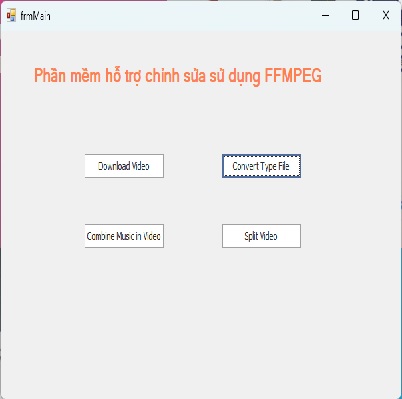 frmMain
Phần mềm hỗ trợ chinh sửa sử dụng FFMPEG
Download Video
Convert Type File
Combine Music in Video
Split Video